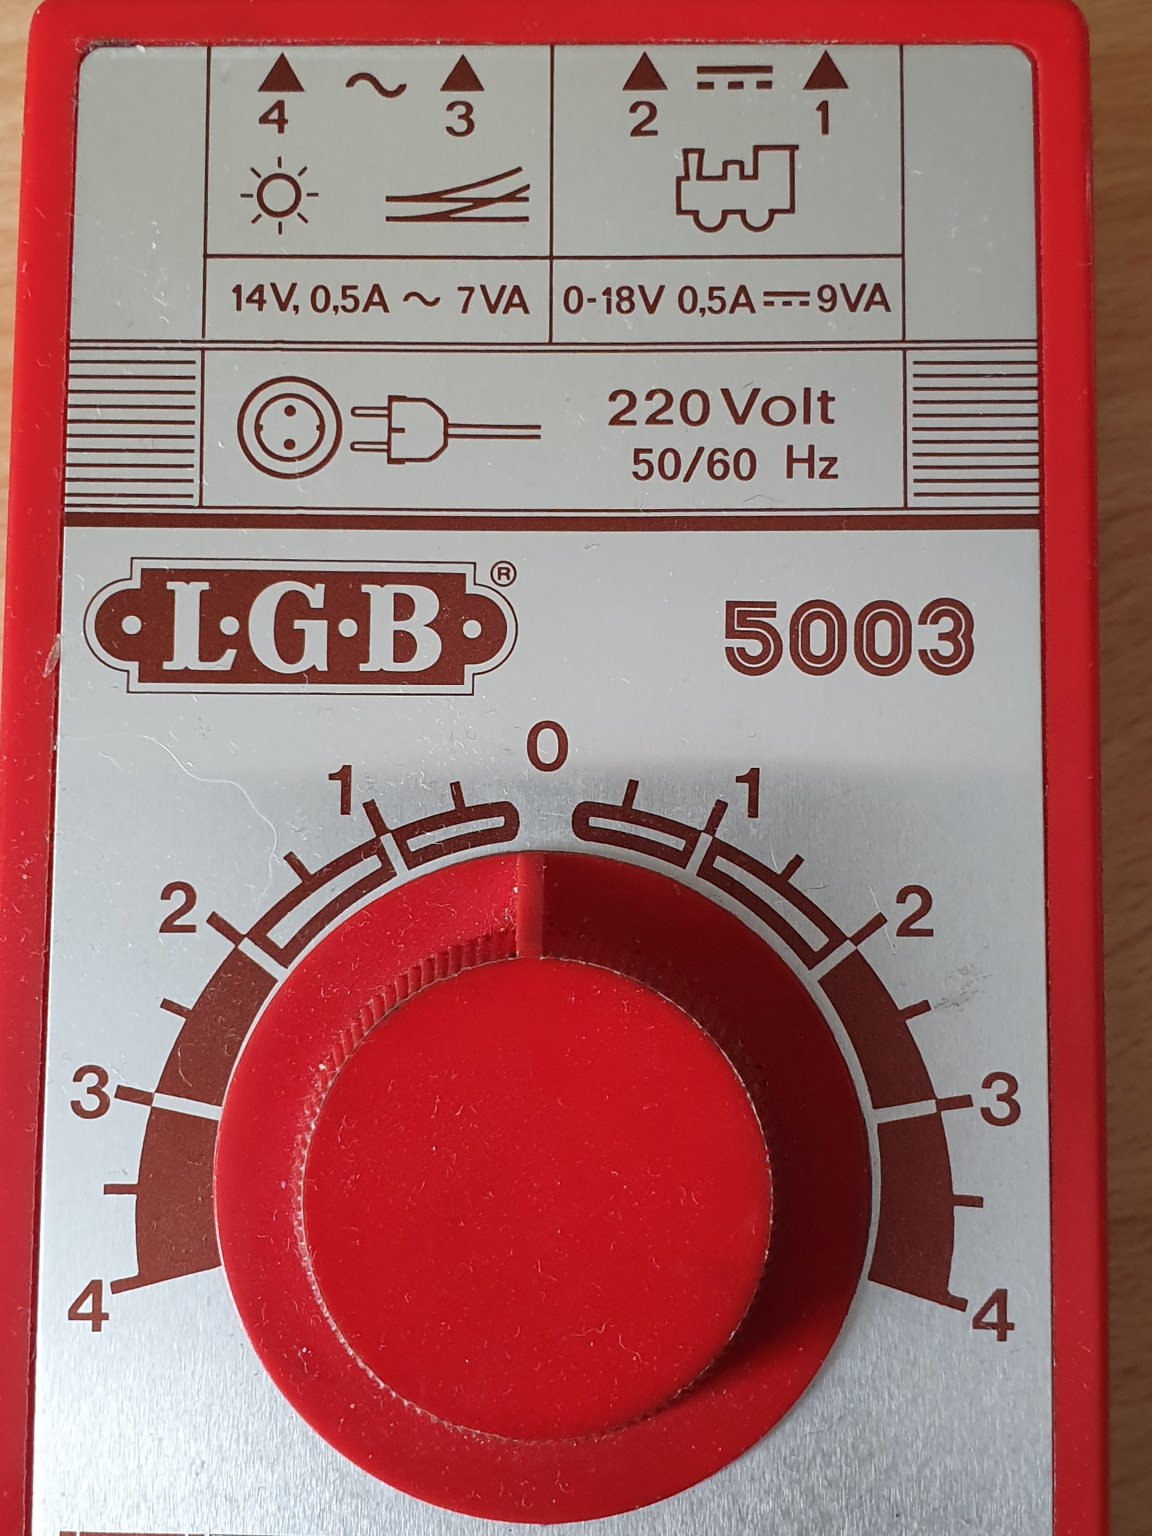 4 ~ 3 2 1
14V, 0,5A ~ 7VA 0-18V 0,5A ⎓ 9VA
220 Volt
50/60 Hz
L·G·B ® 5003
0
1 1
2 2
3 3
4 4